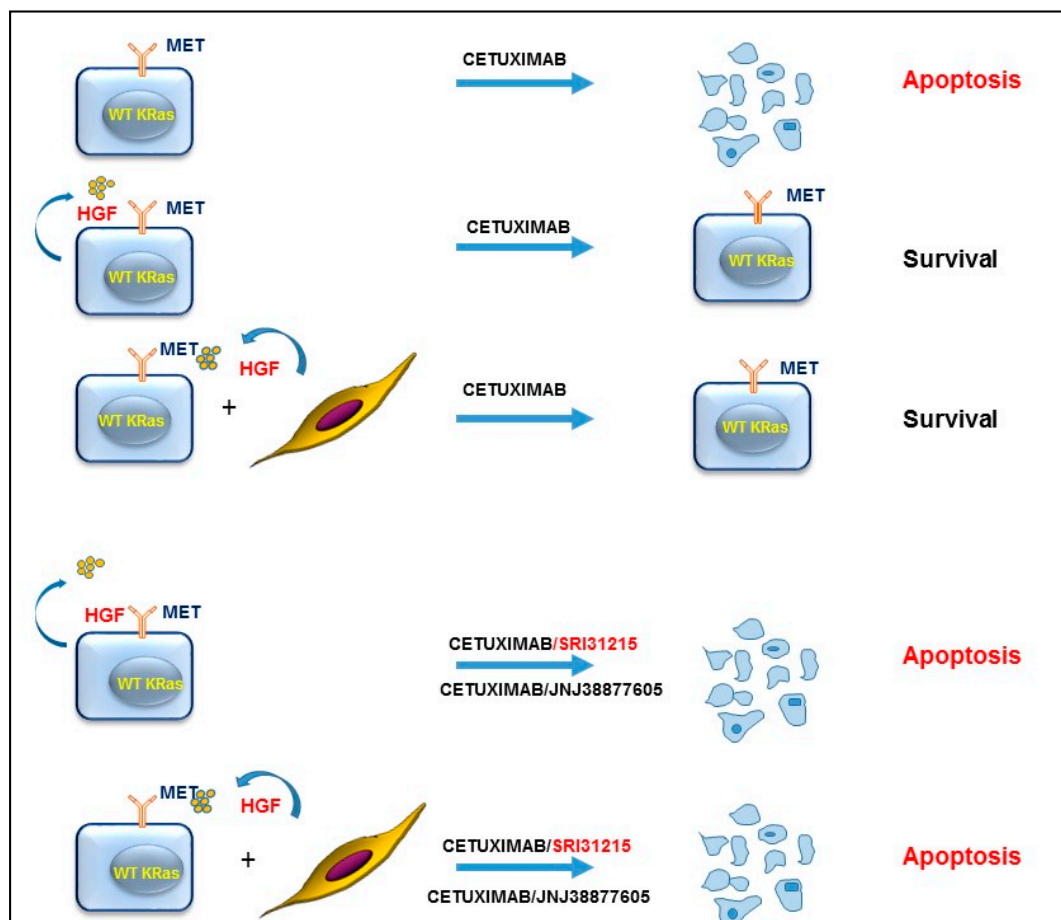 MET
CETUXIMAB
WT KRas
Apoptosis
HGF
MET
CETUXIMAB
MET
WT KRas
WT KRas
Survival
MET
HGF
CETUXIMAB
MET
WT KRas
+
WT KRas
Survival
HGF MET
CETUXIMAB/SRI31215
Apoptosis
WT KRas
CETUXIMAB/JNJ38877605
MET
HGF
CETUXIMAB/SRI31215
WT KRas
+
Apoptosis
CETUXIMAB/JNJ38877605